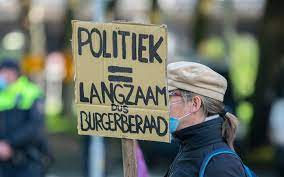 POLITIEK
=
LANGZAAM
DUS
BURGERBERAAD